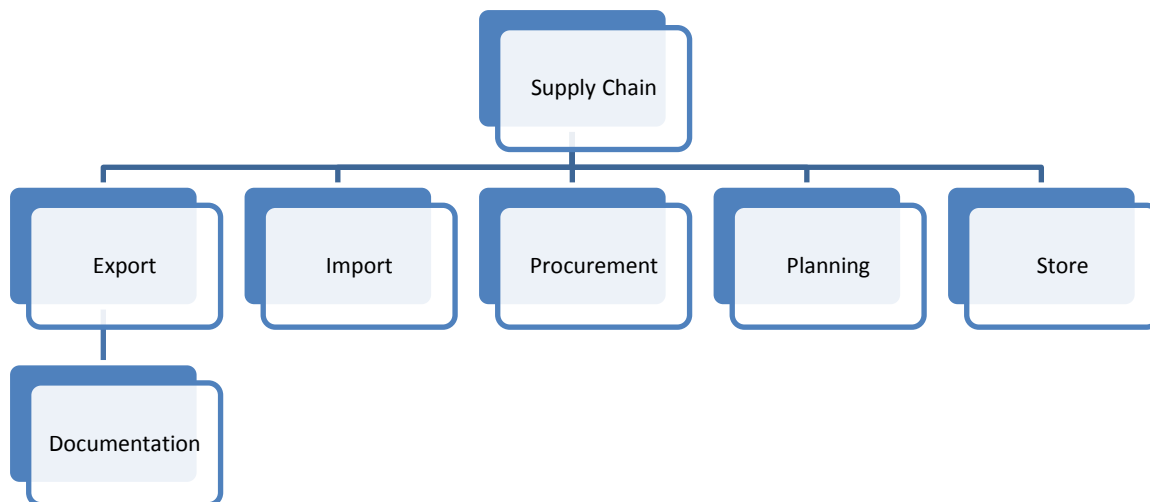 Supply Chain
Export
Import
Procurement
Planning
Store
Documentation